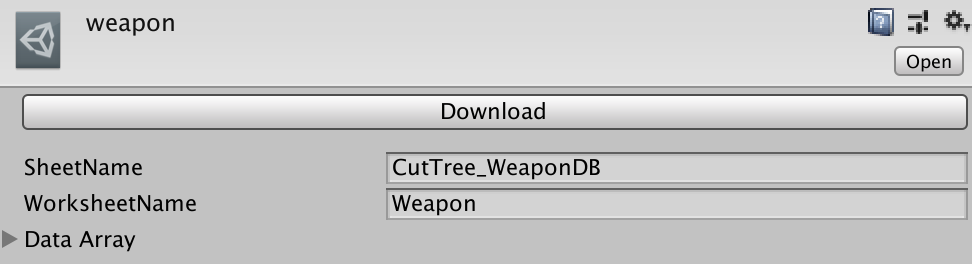 weapon
Open
Download
SheetName CutTree_WeaponDB
WorksheetName Weapon
Data Array